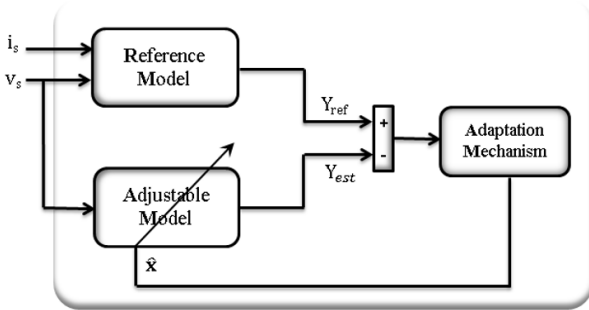 i_s
v_s
Reference
Model
Y_ref
+
-
Y_est
Adaptation
Mechanism
Adjustable
Model
x̂